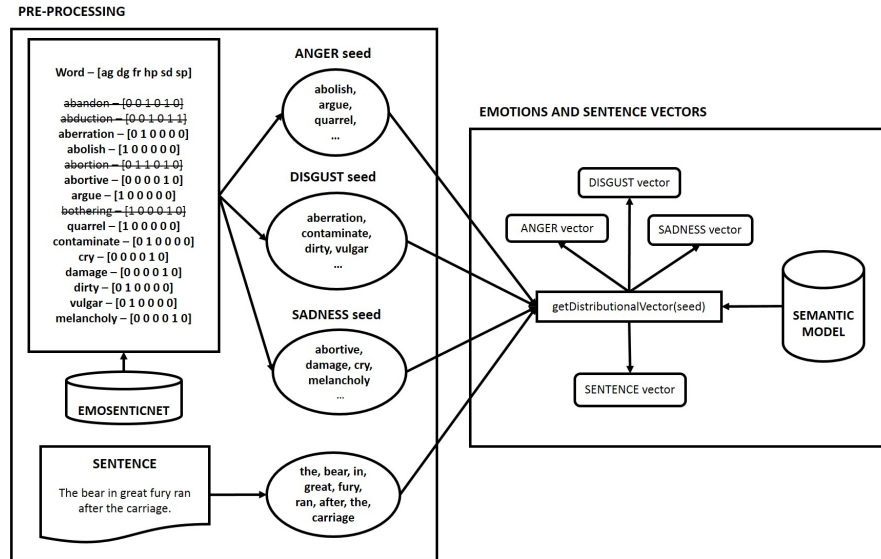 PRE-PROCESSING
Word – [ag dg fr hp sd sp]
abandon – [0 0 1 0 1 0]
abduction – [0 0 1 0 1 1]
aberration – [0 1 0 0 0 0]
abolish – [1 0 0 0 0 0]
abortion – [0 1 1 0 1 0]
abortive – [0 0 0 0 1 0]
argue – [1 0 0 0 0 0]
bothering – [1 0 0 0 1 0]
quarrel – [1 0 0 0 0 0]
contaminate – [0 1 0 0 0 0]
cry – [0 0 0 0 1 0]
damage – [0 0 0 0 1 0]
dirty – [0 1 0 0 0 0]
vulgar – [0 1 0 0 0 0]
melancholy – [0 0 0 0 1 0]
EMOSENTICNET
SENTENCE
The bear in great fury ran
after the carriage.
ANGER seed
abolish,
argue,
quarrel,
...
DISGUST seed
aberration,
contaminate,
dirty, vulgar
...
SADNESS seed
abortive,
damage, cry,
melancholy
...
the, bear, in,
great, fury,
ran, after, the,
carriage
EMOTIONS AND SENTENCE VECTORS
DISGUST vector
ANGER vector
SADNESS vector
getDistributionalVector(seed)
SEMANTIC
MODEL
SENTENCE vector